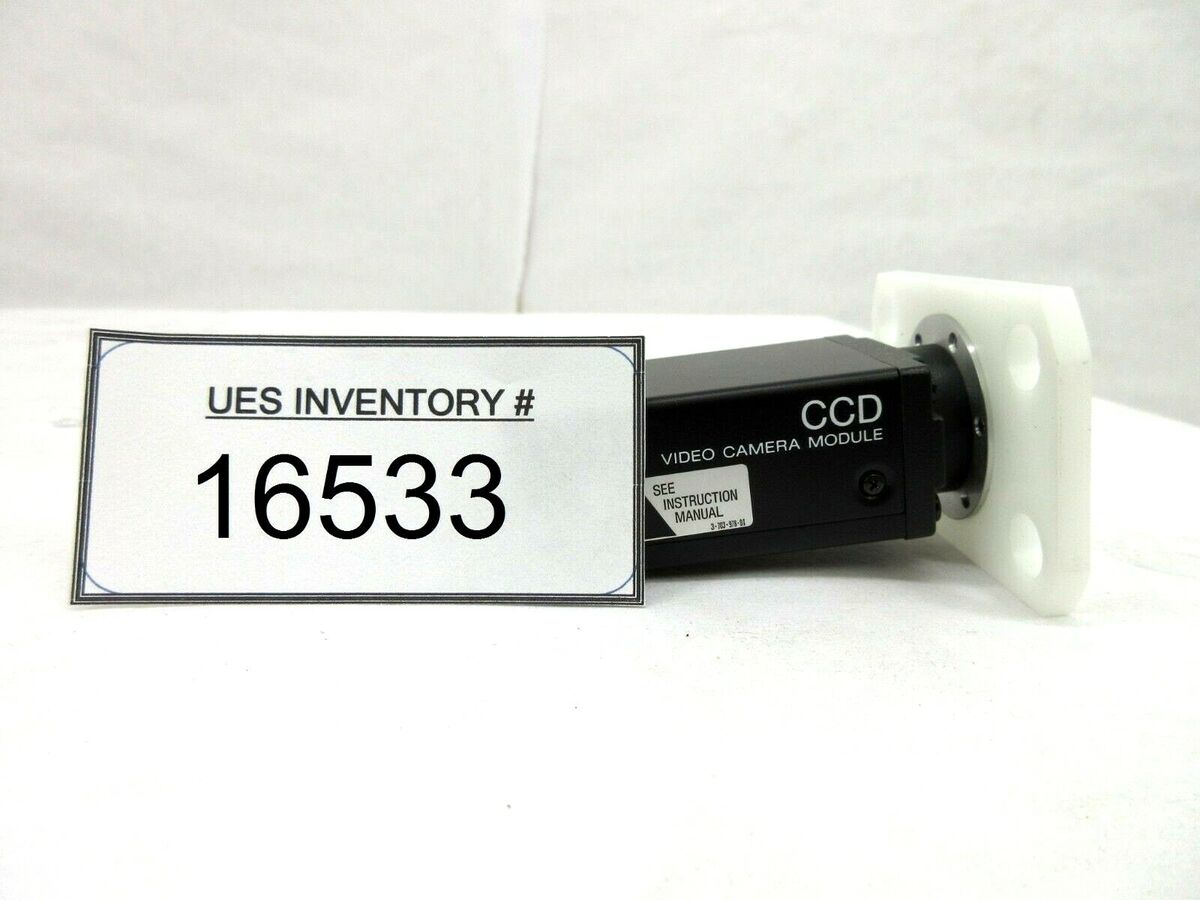 UES INVENTORY #
16533
CCD
VIDEO CAMERA MODULE
SEE
INSTRUCTION
MANUAL